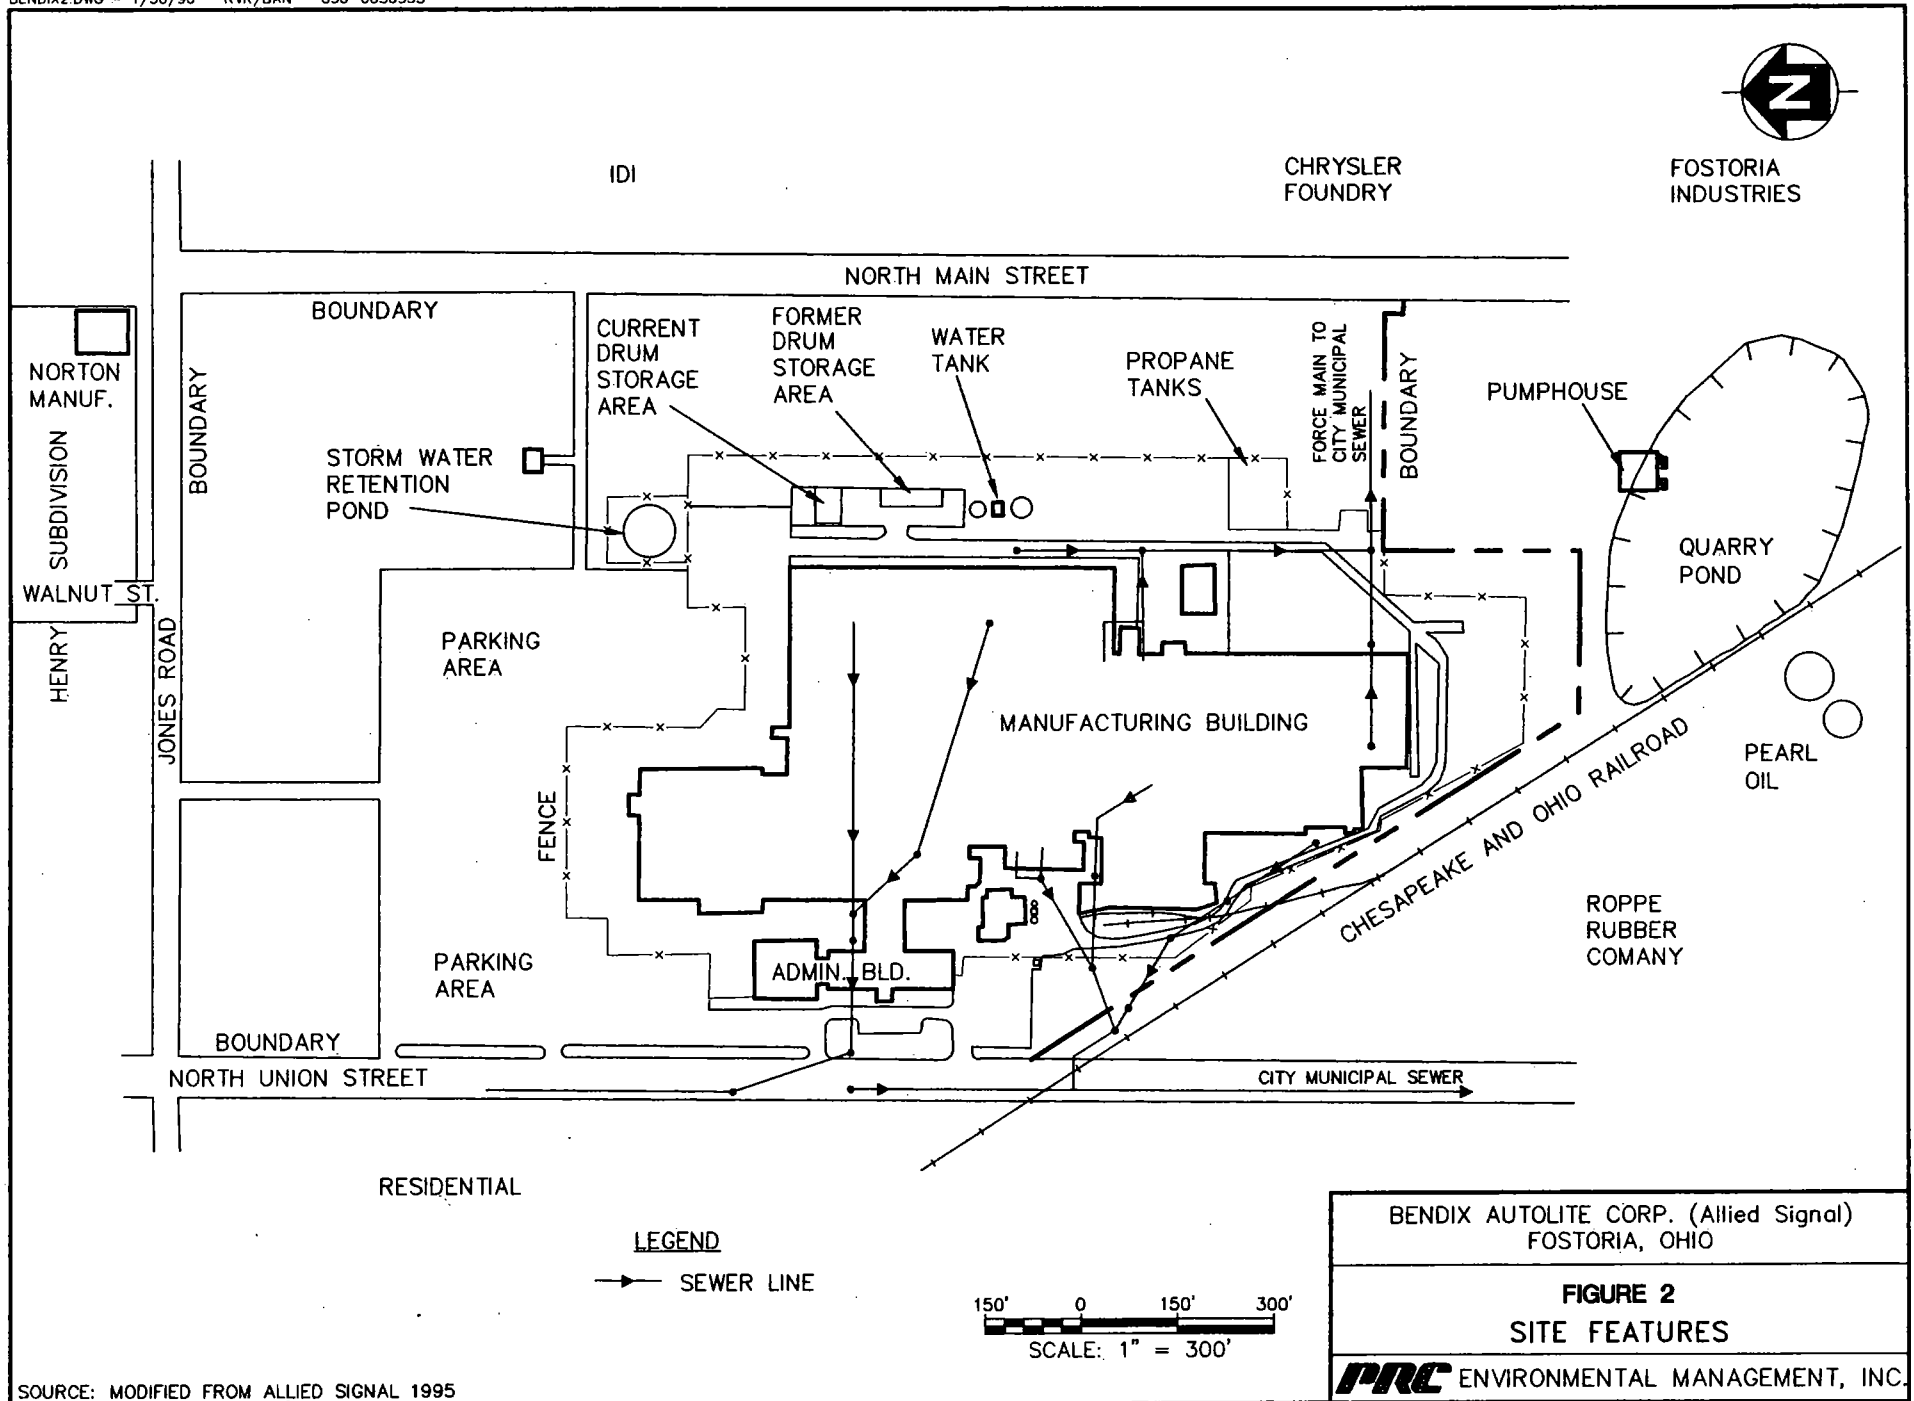 N
IDI
CHRYSLER
FOUNDRY
FOSTORIA
INDUSTRIES
NORTH MAIN STREET
BOUNDARY
NORTON
MANUF.
HENRY SUBDIVISION
WALNUT ST.
JONES ROAD
BOUNDARY
CURRENT
DRUM
STORAGE
AREA
FORMER
DRUM
STORAGE
AREA
WATER
TANK
PROPANE
TANKS
FORCE MAIN TO
CITY MUNICIPAL
SEWER
BOUNDARY
PUMPHOUSE
STORM WATER
RETENTION
POND
QUARRY
POND
PARKING
AREA
MANUFACTURING BUILDING
PEARL
OIL
FENCE
CHESAPEAKE AND OHIO RAILROAD
ROPPE
RUBBER
COMANY
PARKING
AREA
ADMIN. BLD.
BOUNDARY
NORTH UNION STREET
CITY MUNICIPAL SEWER
RESIDENTIAL
LEGEND
SEWER LINE
150' 0 150' 300'
SCALE: 1" = 300'
BENDIX AUTOLITE CORP. (Allied Signal)
FOSTORIA, OHIO
FIGURE 2
SITE FEATURES
PRC ENVIRONMENTAL MANAGEMENT, INC.
SOURCE: MODIFIED FROM ALLIED SIGNAL 1995